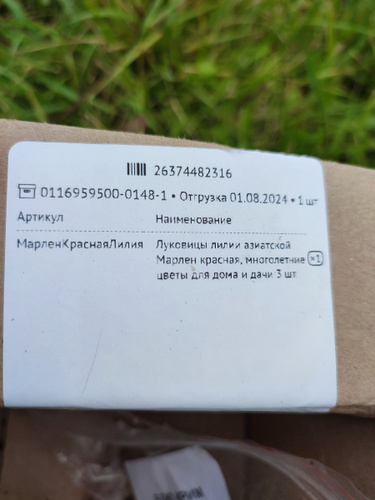 26374482316
0116959500-0148-1 • Отгрузка 01.08.2024 • 1 шт
Артикул Наименование
МарленКраснаяЛилия Луковицы лилии азиатской
Марлен красная, многолетние ×1
цветы для дома и дачи 3 шт